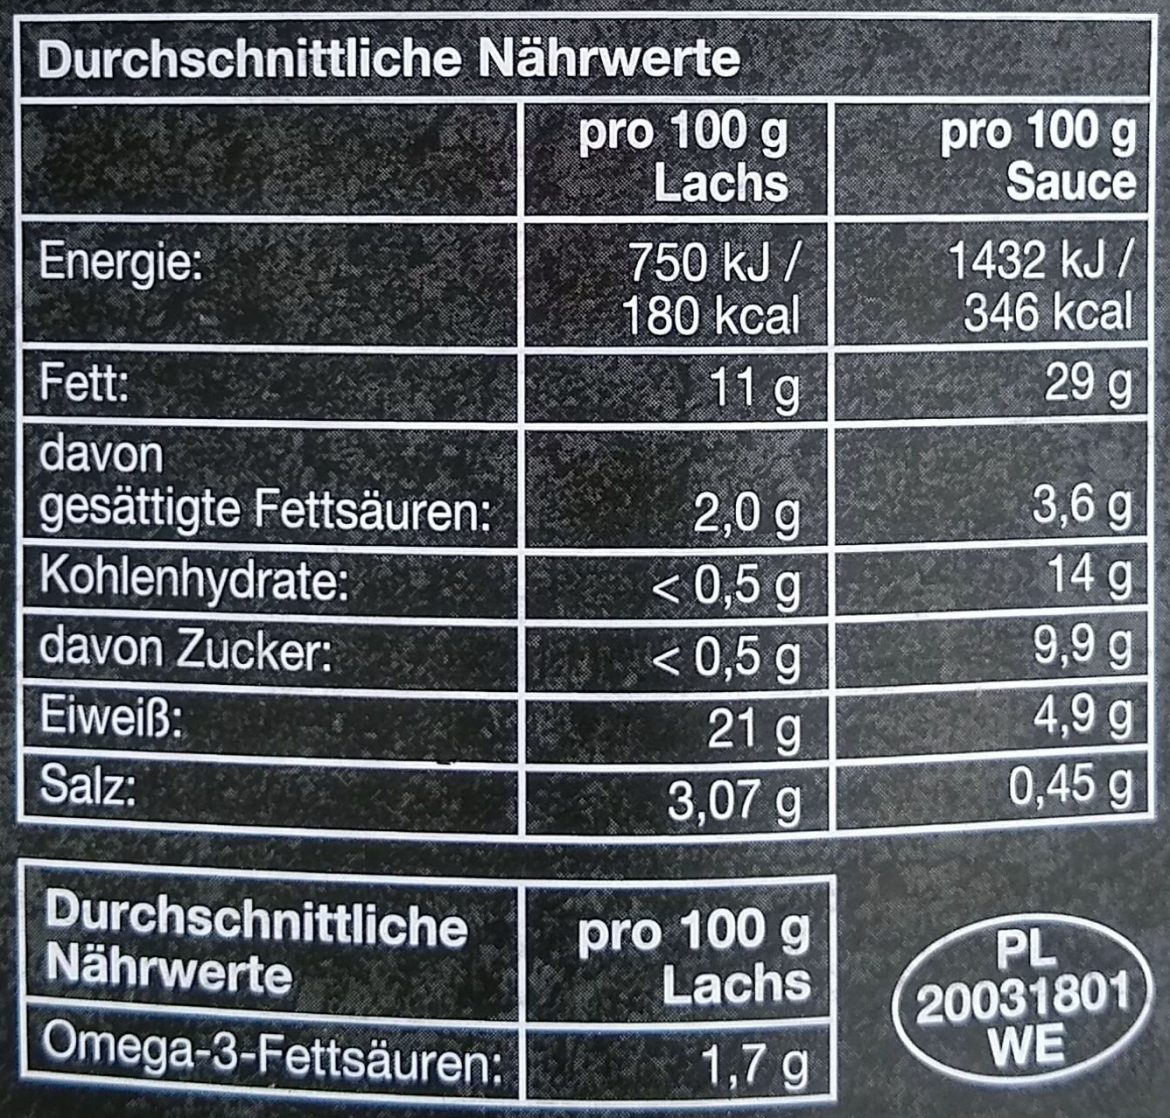 Durchschnittliche Nährwerte
pro 100 g
Lachs
pro 100 g
Sauce
Energie:
750 kJ /
180 kcal
1432 kJ /
346 kcal
Fett:
11 g
29 g
davon
gesättigte Fettsäuren:
2,0 g
3,6 g
Kohlenhydrate:
< 0,5 g
14 g
davon Zucker:
< 0,5 g
9,9 g
Eiweiß:
21 g
4,9 g
Salz:
3,07 g
0,45 g
Durchschnittliche
Nährwerte
pro 100 g
Lachs
Omega-3-Fettsäuren:
1,7 g
PL
20031801
WE